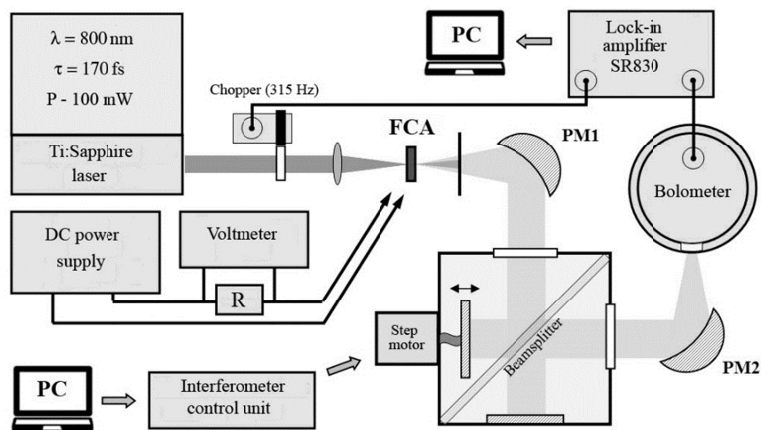 λ = 800 nm
τ = 170 fs
P - 100 mW
Ti:Sapphire
laser
Chopper (315 Hz)
PC
Lock-in
amplifier
SR830
FCA
PM1
Bolometer
DC power
supply
Voltmeter
R
Step
motor
Beamsplitter
PM2
PC
Interferometer
control unit